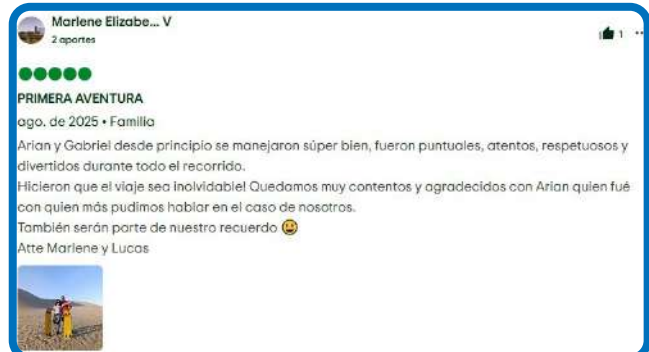 Marlene Elizabe... V
2 aportes
1
PRIMERA AVENTURA
ago. de 2025 • Familia
Arian y Gabriel desde principio se manejaron súper bien, fueron puntuales, atentos, respetuosos y
divertidos durante todo el recorrido.
Hicieron que el viaje sea inolvidable! Quedamos muy contentos y agradecidos con Arian quien fué
con quien más pudimos hablar en el caso de nosotros.
También serán parte de nuestro recuerdo 😀
Atte Marlene y Lucas